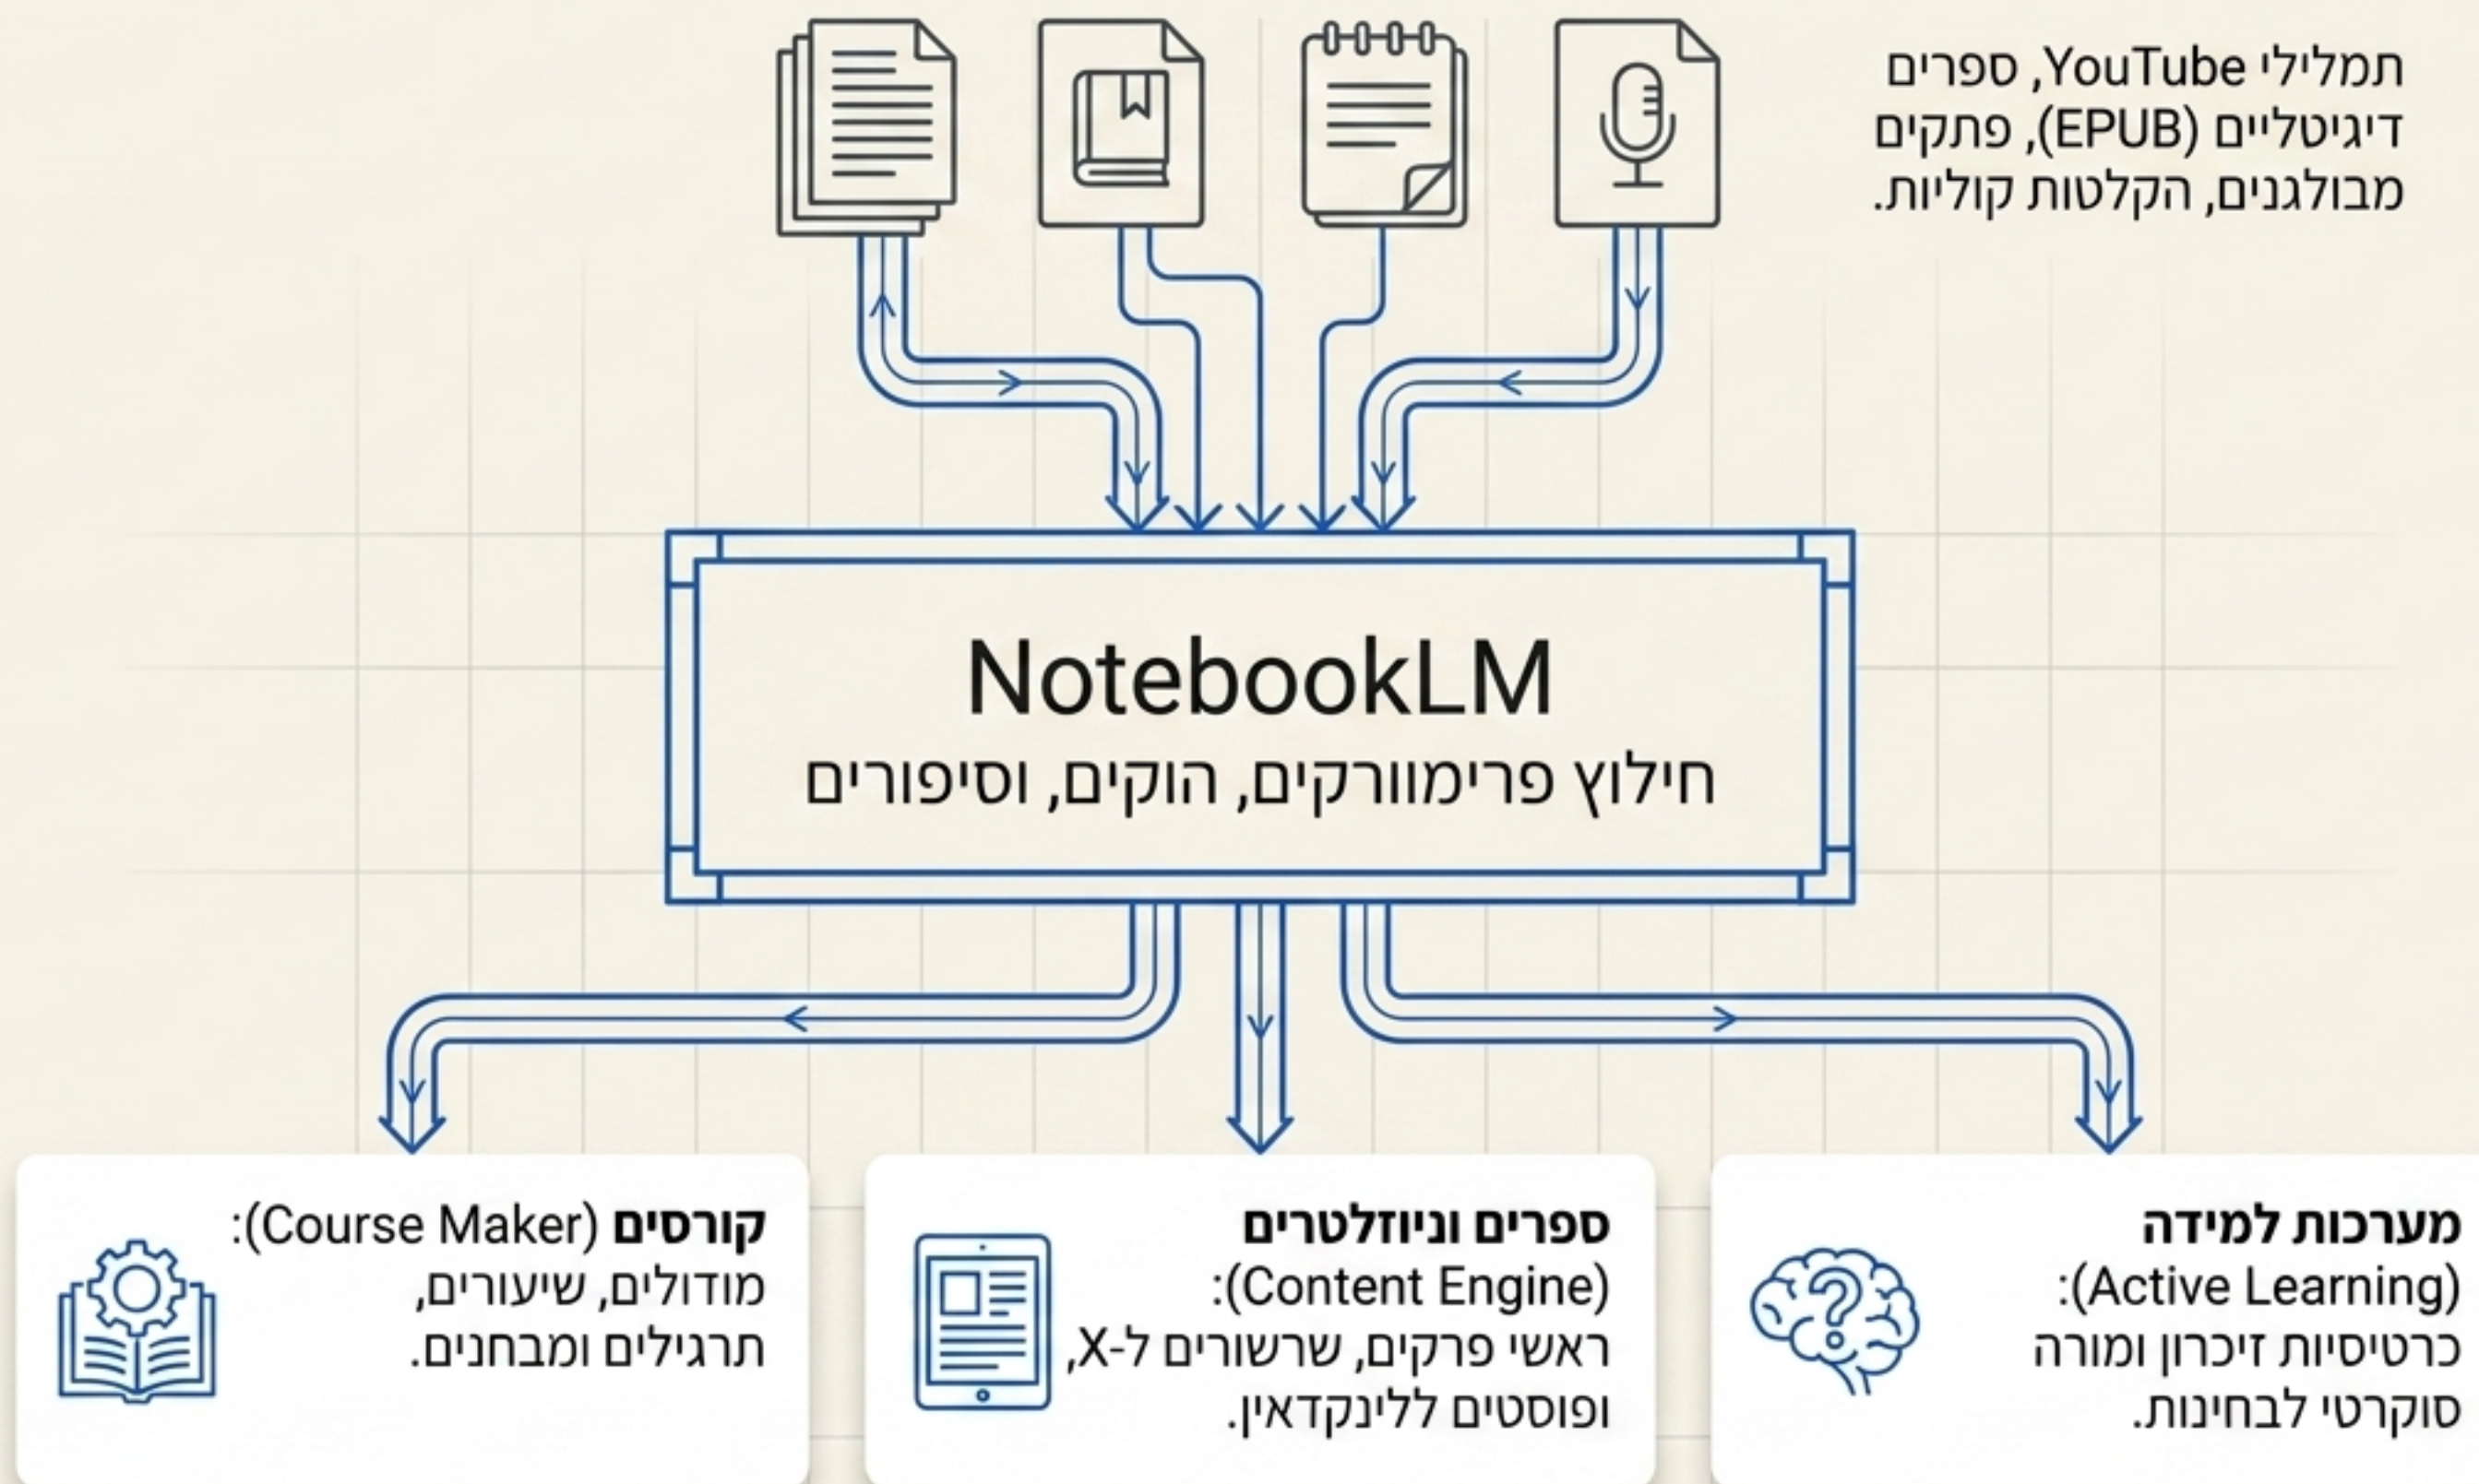 תמלילי YouTube, ספרים
דיגיטליים (EPUB), פתקים
מבולגנים, הקלטות קוליות.
NotebookLM
חילוץ פרימוורקים, הוקים, וסיפורים
מערכות למידה
(Active Learning):
כרטיסיות זיכרון ומורה
סוקרטי לבחינות.
ספרים וניוזלטרים
(Content Engine):
ראשי פרקים, שרשורים ל-X,
ופוסטים ללינקדאין.
קורסים (Course Maker):
מודולים, שיעורים,
תרגילים ומבחנים.